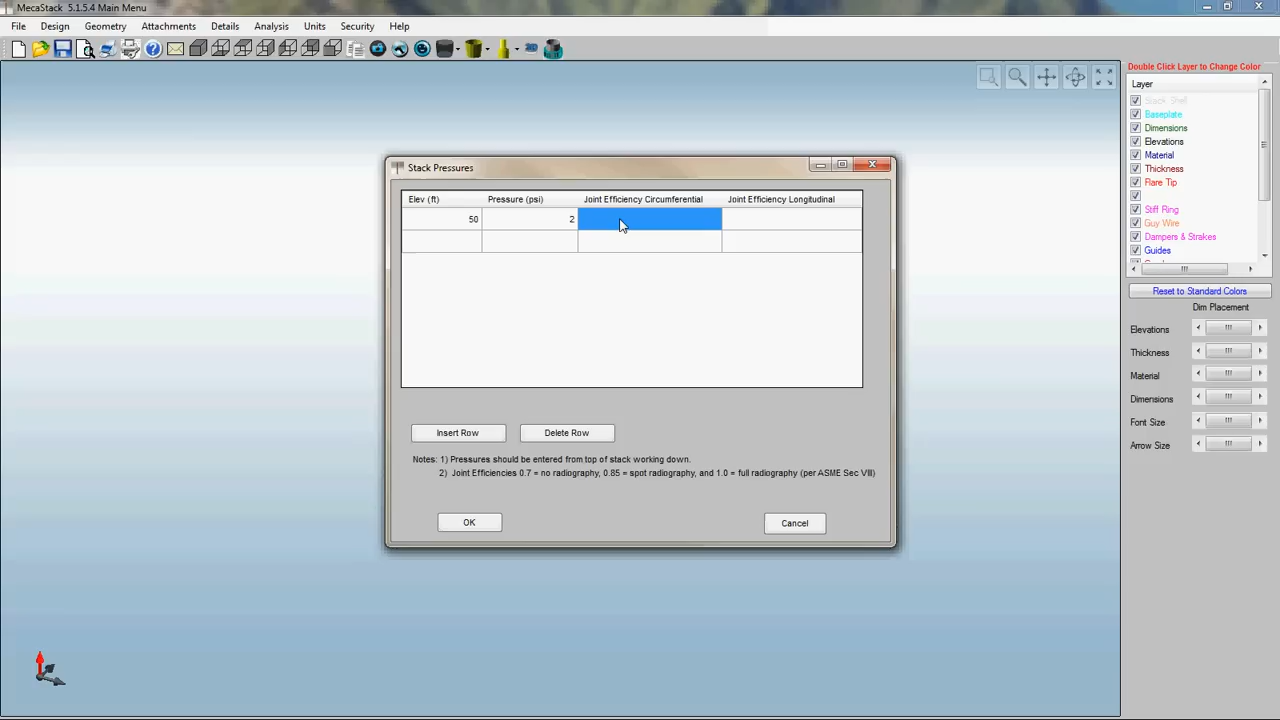 MecaStack 5.1.5.4 Main Menu
File Design Geometry Attachments Details Analysis Units Security Help
Double Click Layer to Change Color
Layer
Stack Shell
Baseplate
Dimensions
Elevations
Material
Thickness
Flare Tip
Stiff Ring
Guy Wire
Dampers & Strakes
Guides
Reset to Standard Colors
Dim Placement
Elevations
Thickness
Material
Dimensions
Font Size
Arrow Size
Stack Pressures
Elev (ft) Pressure (psi) Joint Efficiency Circumferential Joint Efficiency Longitudinal
50 2
Insert Row Delete Row
Notes: 1) Pressures should be entered from top of stack working down.
2) Joint Efficiencies 0.7 = no radiography, 0.85 = spot radiography, and 1.0 = full radiography (per ASME Sec VIII)
OK Cancel